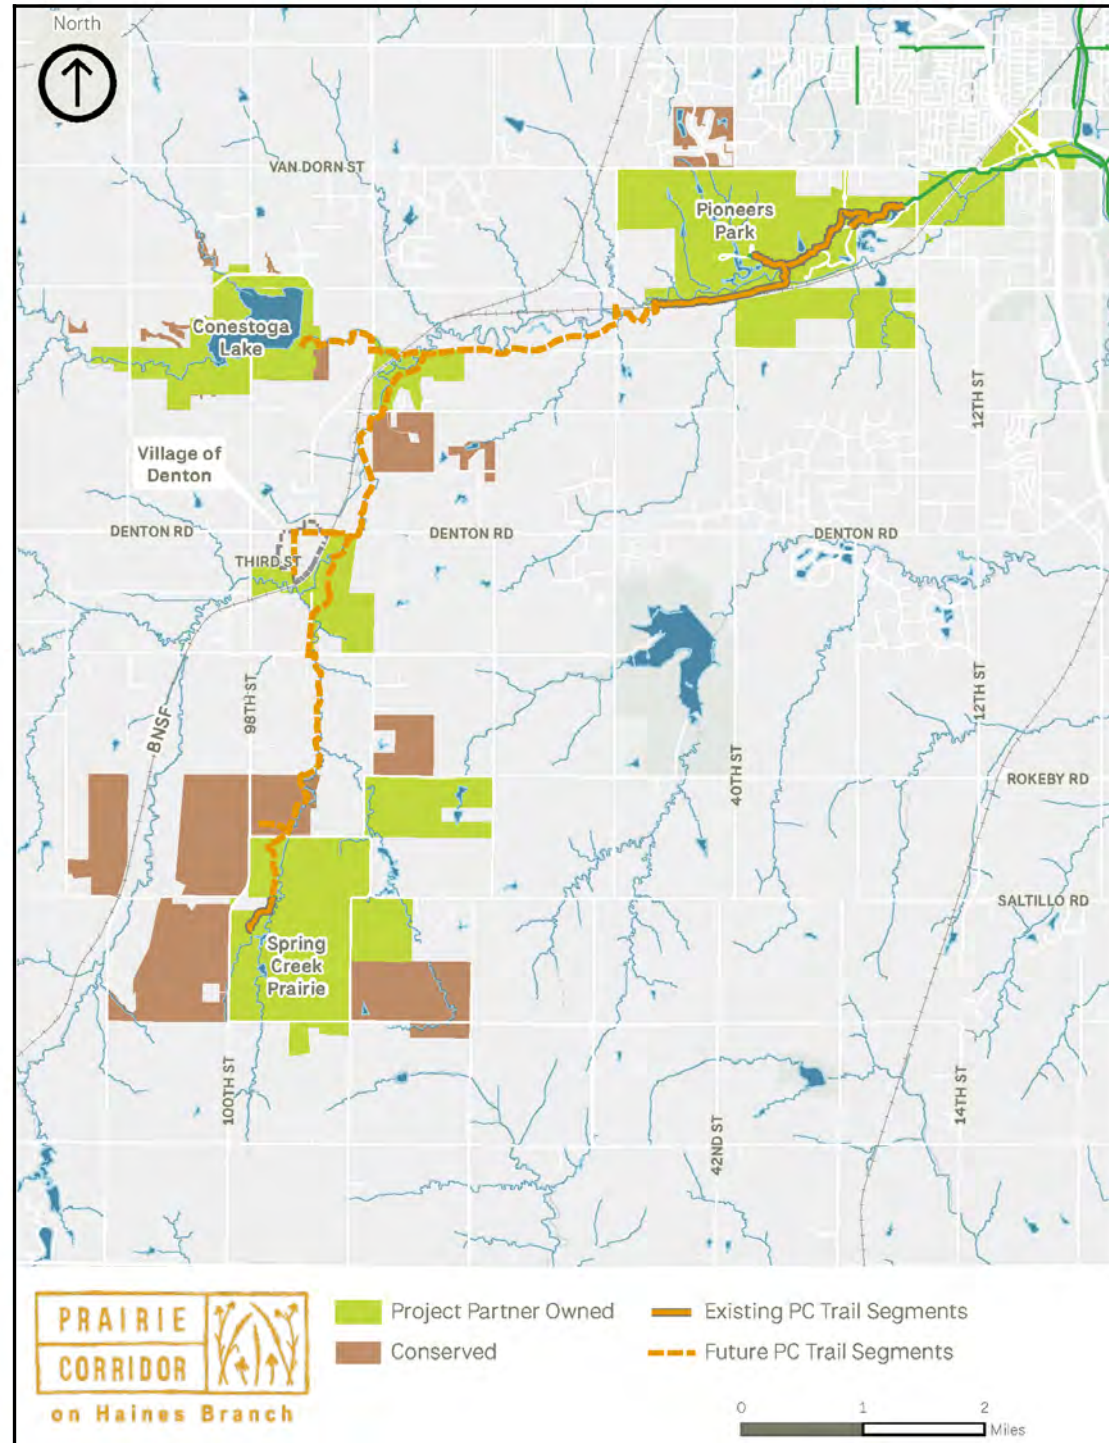 North
VAN DORN ST
Pioneers
Park
Conestoga
Lake
12TH ST
Village of
Denton
DENTON RD
DENTON RD
DENTON RD
THIRD ST
98TH ST
BNSF
12TH ST
40TH ST
ROKEBY RD
SALTILLO RD
Spring
Creek
Prairie
100TH ST
42ND ST
14TH ST
PRAIRIE
CORRIDOR
on Haines Branch
Project Partner Owned
Conserved
Existing PC Trail Segments
Future PC Trail Segments
0 1 2
Miles